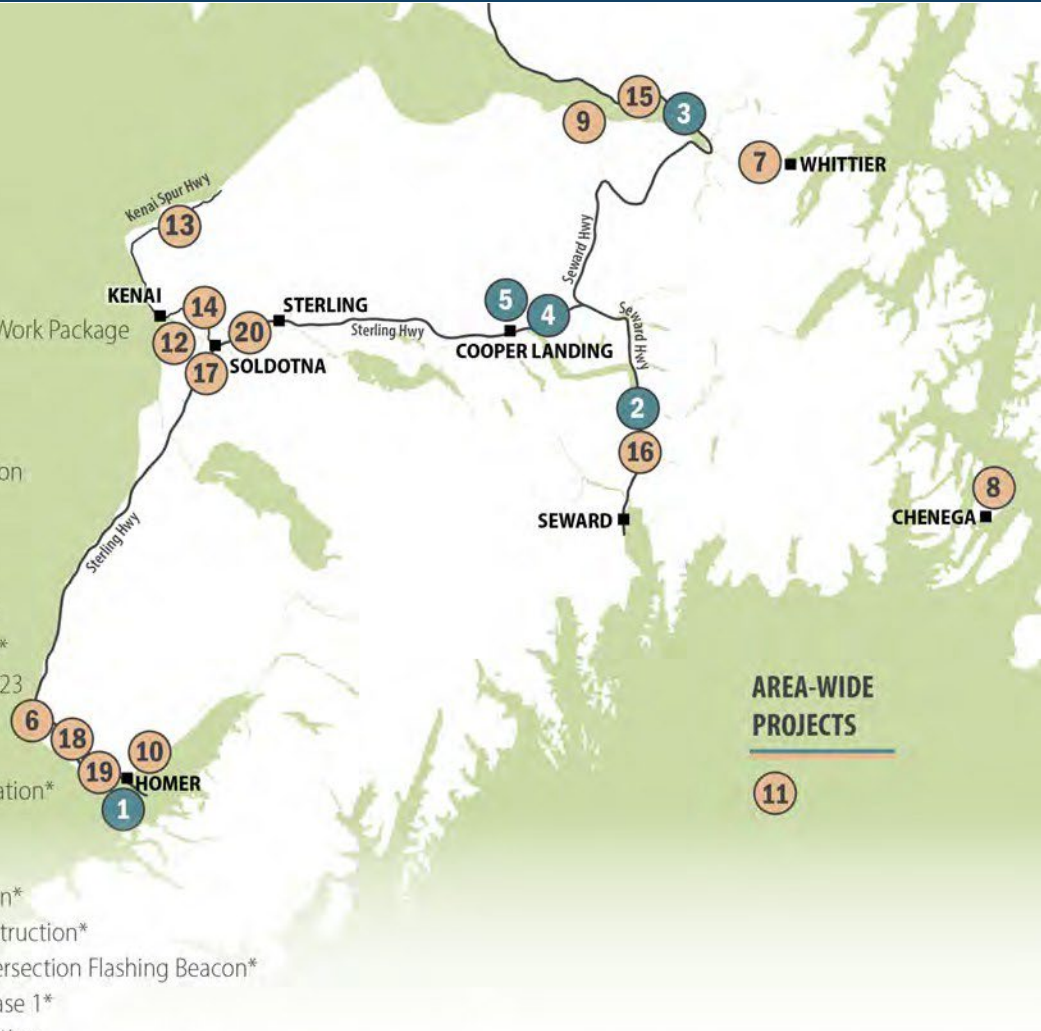 15
3
9
7
WHITTIER
Kenai Spur Hwy
13
Seward Hwy
KENAI
14
STERLING
5
4
Seward Hwy
Work Package
12
20
Sterling Hwy
COOPER LANDING
SOLDOTNA
17
2
16
on
8
SEWARD
CHENEGA
Sterling Hwy
*
23
AREA-WIDE
PROJECTS
6
18
10
19
HOMER
ation*
1
11
n*
truction*
ersection Flashing Beacon*
ase 1*